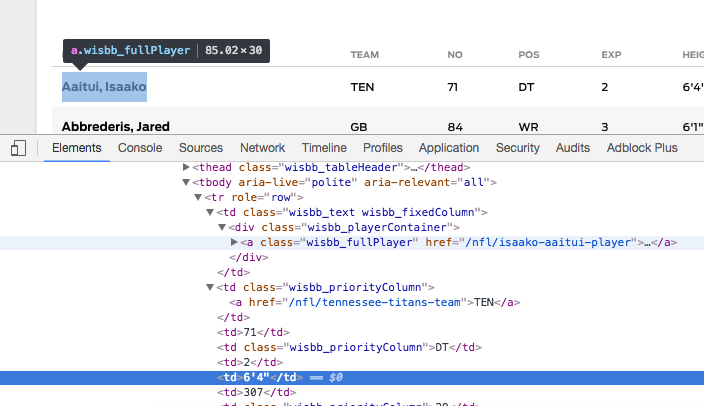 a.wisbb_fullPlayer | 85.02 × 30
TEAM NO POS EXP HEIG
Aaitui, Isaako TEN 71 DT 2 6'4"
Abbrederis, Jared GB 84 WR 3 6'1"
Elements Console Sources Network Timeline Profiles Application Security Audits Adblock Plus
▶<thead class="wisbb_tableHeader">…</thead>
▼<tbody aria-live="polite" aria-relevant="all">
▼<tr role="row">
▼<td class="wisbb_text wisbb_fixedColumn">
▼<div class="wisbb_playerContainer">
▶<a class="wisbb_fullPlayer" href="/nfl/isaako-aaitui-player">…</a>
</div>
</td>
▼<td class="wisbb_priorityColumn">
<a href="/nfl/tennessee-titans-team">TEN</a>
</td>
<td>71</td>
<td class="wisbb_priorityColumn">DT</td>
<td>2</td>
<td>6'4"</td> == $0
<td>307</td>